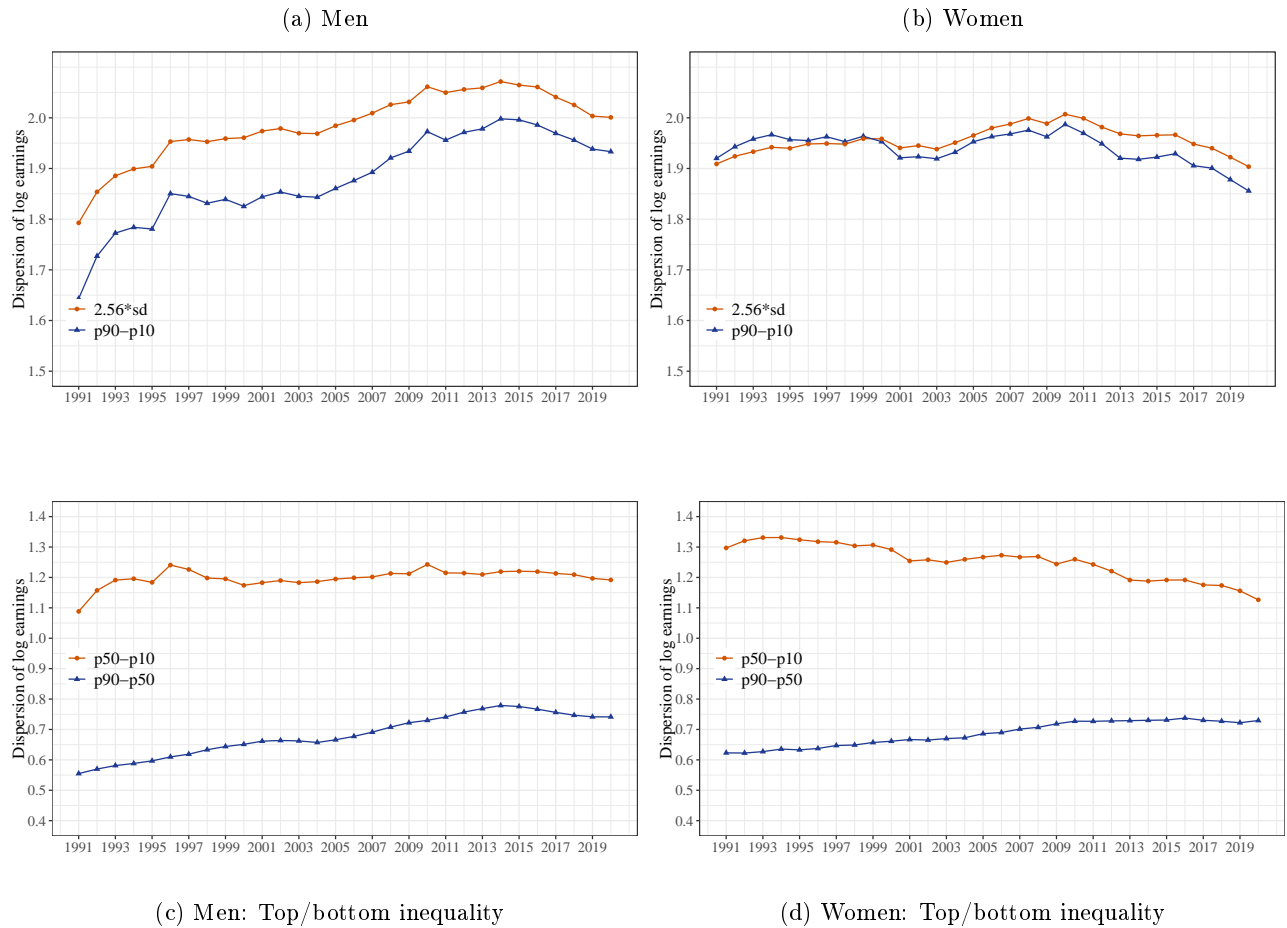 (a) Men
(b) Women
Dispersion of log earnings
2.0
1.9
1.8
1.7
1.6
1.5
2.56*sd
p90−p10
1991 1993 1995 1997 1999 2001 2003 2005 2007 2009 2011 2013 2015 2017 2019
Dispersion of log earnings
2.0
1.9
1.8
1.7
1.6
1.5
2.56*sd
p90−p10
1991 1993 1995 1997 1999 2001 2003 2005 2007 2009 2011 2013 2015 2017 2019
Dispersion of log earnings
1.4
1.3
1.2
1.1
1.0
0.9
0.8
0.7
0.6
0.5
0.4
p50−p10
p90−p50
1991 1993 1995 1997 1999 2001 2003 2005 2007 2009 2011 2013 2015 2017 2019
Dispersion of log earnings
1.4
1.3
1.2
1.1
1.0
0.9
0.8
0.7
0.6
0.5
0.4
p50−p10
p90−p50
1991 1993 1995 1997 1999 2001 2003 2005 2007 2009 2011 2013 2015 2017 2019
(c) Men: Top/bottom inequality
(d) Women: Top/bottom inequality